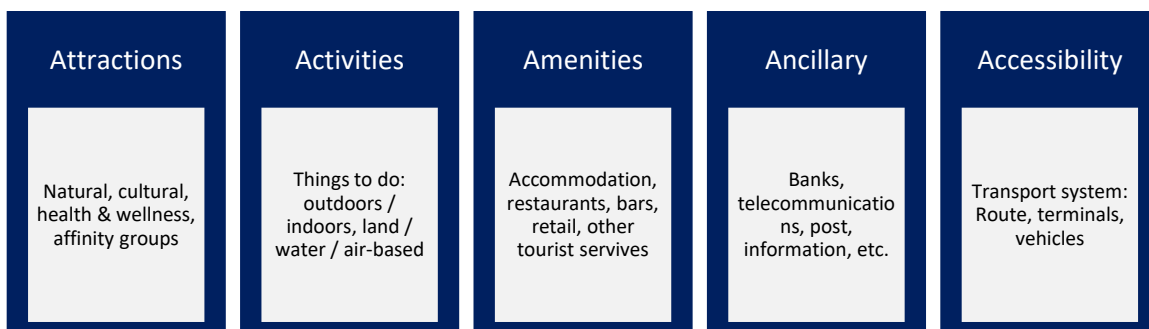 Attractions
Natural, cultural,
health & wellness,
affinity groups
Activities
Things to do:
outdoors /
indoors, land /
water / air-based
Amenities
Accommodation,
restaurants, bars,
retail, other
tourist servives
Ancillary
Banks,
telecommunicatio
ns, post,
information, etc.
Accessibility
Transport system:
Route, terminals,
vehicles